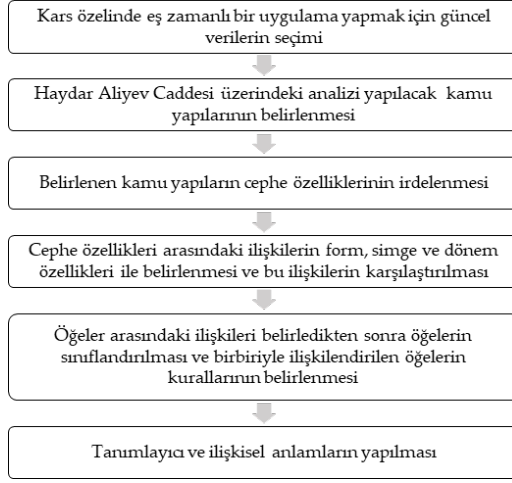 Kars özelinde eş zamanlı bir uygulama yapmak için güncel
verilerin seçimi
Haydar Aliyev Caddesi üzerindeki analizi yapılacak kamu
yapılarının belirlenmesi
Belirlenen kamu yapıların cephe özelliklerinin irdelenmesi
Cephe özellikleri arasındaki ilişkilerin form, simge ve dönem
özellikleri ile belirlenmesi ve bu ilişkilerin karşılaştırılması
Öğeler arasındaki ilişkileri belirledikten sonra öğelerin
sınıflandırılması ve birbiriyle ilişkilendirilen öğelerin
kurallarının belirlenmesi
Tanımlayıcı ve ilişkisel anlamların yapılması